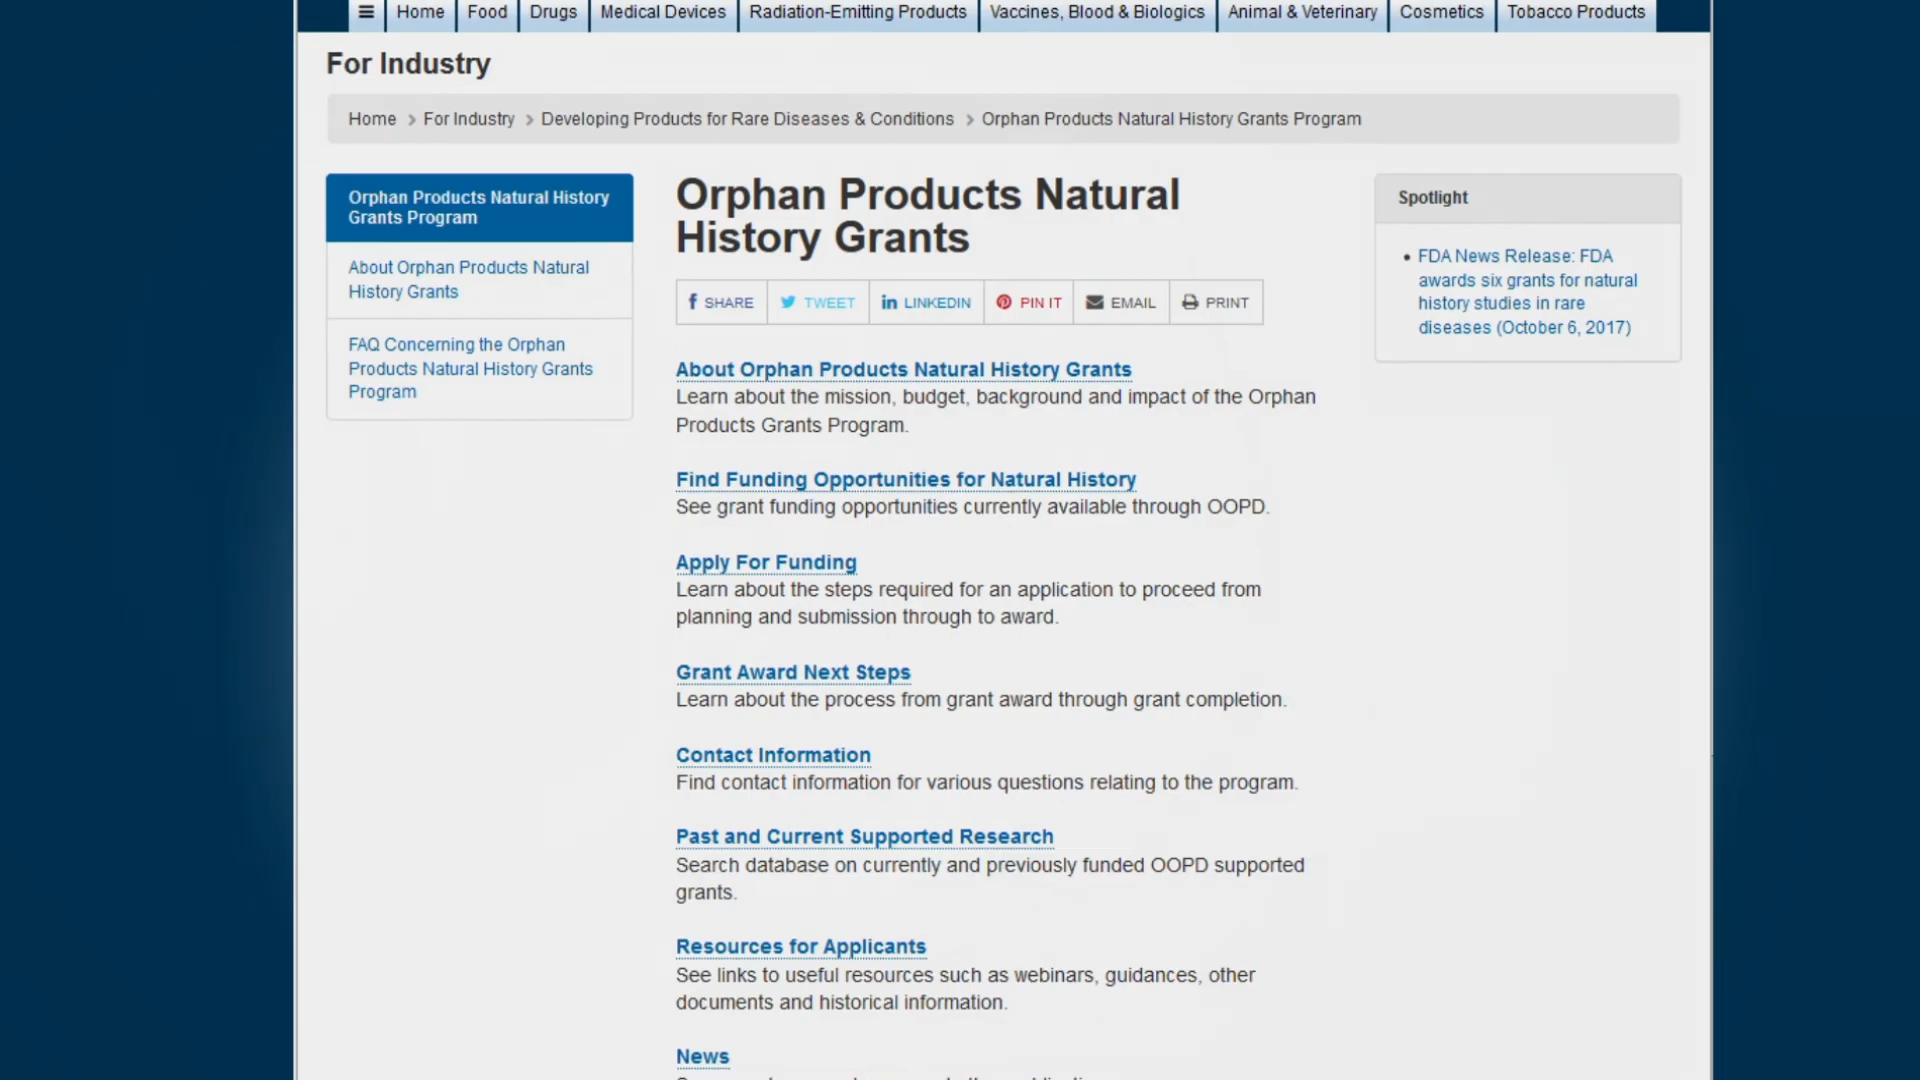 Home
Food
Drugs
Medical Devices
Radiation-Emitting Products
Vaccines, Blood & Biologics
Animal & Veterinary
Cosmetics
Tobacco Products
For Industry
Home > For Industry > Developing Products for Rare Diseases & Conditions > Orphan Products Natural History Grants Program
Orphan Products Natural History
Grants Program
About Orphan Products Natural
History Grants
FAQ Concerning the Orphan
Products Natural History Grants
Program
Orphan Products Natural
History Grants
SHARE
TWEET
LINKEDIN
PIN IT
EMAIL
PRINT
About Orphan Products Natural History Grants
Learn about the mission, budget, background and impact of the Orphan
Products Grants Program.
Find Funding Opportunities for Natural History
See grant funding opportunities currently available through OOPD.
Apply For Funding
Learn about the steps required for an application to proceed from
planning and submission through to award.
Grant Award Next Steps
Learn about the process from grant award through grant completion.
Contact Information
Find contact information for various questions relating to the program.
Past and Current Supported Research
Search database on currently and previously funded OOPD supported
grants.
Resources for Applicants
See links to useful resources such as webinars, guidances, other
documents and historical information.
News
Spotlight
• FDA News Release: FDA
awards six grants for natural
history studies in rare
diseases (October 6, 2017)